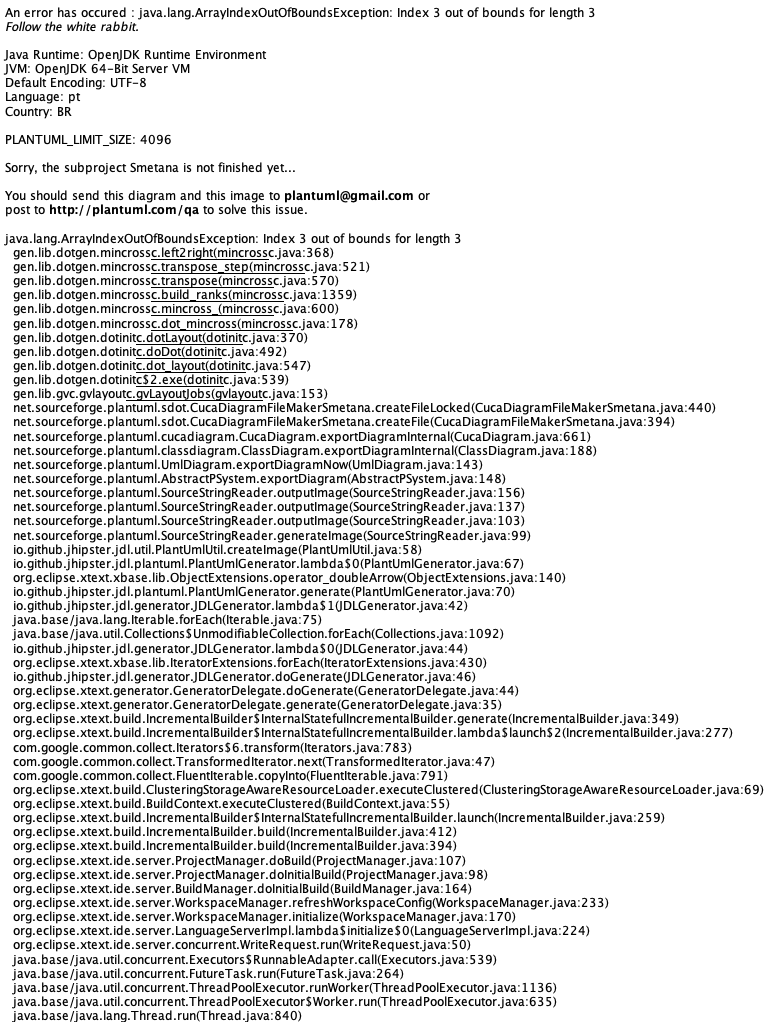 An error has occured : java.lang.ArrayIndexOutOfBoundsException: Index 3 out of bounds for length 3
Follow the white rabbit.
Java Runtime: OpenJDK Runtime Environment
JVM: OpenJDK 64-Bit Server VM
Default Encoding: UTF-8
Language: pt
Country: BR
PLANTUML_LIMIT_SIZE: 4096
Sorry, the subproject Smetana is not finished yet...
You should send this diagram and this image to plantuml@gmail.com or
post to http://plantuml.com/qa to solve this issue.
java.lang.ArrayIndexOutOfBoundsException: Index 3 out of bounds for length 3
gen.lib.dotgen.mincrossc.left2right(mincrossc.java:368)
gen.lib.dotgen.mincrossc.transpose_step(mincrossc.java:521)
gen.lib.dotgen.mincrossc.transpose(mincrossc.java:570)
gen.lib.dotgen.mincrossc.build_ranks(mincrossc.java:1359)
gen.lib.dotgen.mincrossc.mincross_(mincrossc.java:600)
gen.lib.dotgen.mincrossc.dot_mincross(mincrossc.java:178)
gen.lib.dotgen.dotinitc.dotLayout(dotinitc.java:370)
gen.lib.dotgen.dotinitc.doDot(dotinitc.java:492)
gen.lib.dotgen.dotinitc.dot_layout(dotinitc.java:547)
gen.lib.dotgen.dotinitc$2.exe(dotinitc.java:539)
gen.lib.gvc.gvlayoutc.gvLayoutJobs(gvlayoutc.java:153)
net.sourceforge.plantuml.sdot.CucaDiagramFileMakerSmetana.createFileLocked(CucaDiagramFileMakerSmetana.java:440)
net.sourceforge.plantuml.sdot.CucaDiagramFileMakerSmetana.createFile(CucaDiagramFileMakerSmetana.java:394)
net.sourceforge.plantuml.cucadiagram.CucaDiagram.exportDiagramInternal(CucaDiagram.java:661)
net.sourceforge.plantuml.classdiagram.ClassDiagram.exportDiagramInternal(ClassDiagram.java:188)
net.sourceforge.plantuml.UmlDiagram.exportDiagramNow(UmlDiagram.java:143)
net.sourceforge.plantuml.AbstractPSystem.exportDiagram(AbstractPSystem.java:148)
net.sourceforge.plantuml.SourceStringReader.outputImage(SourceStringReader.java:156)
net.sourceforge.plantuml.SourceStringReader.outputImage(SourceStringReader.java:137)
net.sourceforge.plantuml.SourceStringReader.outputImage(SourceStringReader.java:103)
net.sourceforge.plantuml.SourceStringReader.generateImage(SourceStringReader.java:99)
io.github.jhipster.jdl.util.PlantUmlUtil.createImage(PlantUmlUtil.java:58)
io.github.jhipster.jdl.plantuml.PlantUmlGenerator.lambda$0(PlantUmlGenerator.java:67)
org.eclipse.xtext.xbase.lib.ObjectExtensions.operator_doubleArrow(ObjectExtensions.java:140)
io.github.jhipster.jdl.plantuml.PlantUmlGenerator.generate(PlantUmlGenerator.java:70)
io.github.jhipster.jdl.generator.JDLGenerator.lambda$1(JDLGenerator.java:42)
java.base/java.lang.Iterable.forEach(Iterable.java:75)
java.base/java.util.Collections$UnmodifiableCollection.forEach(Collections.java:1092)
io.github.jhipster.jdl.generator.JDLGenerator.lambda$0(JDLGenerator.java:44)
org.eclipse.xtext.xbase.lib.IteratorExtensions.forEach(IteratorExtensions.java:430)
io.github.jhipster.jdl.generator.JDLGenerator.doGenerate(JDLGenerator.java:46)
org.eclipse.xtext.generator.GeneratorDelegate.doGenerate(GeneratorDelegate.java:44)
org.eclipse.xtext.generator.GeneratorDelegate.generate(GeneratorDelegate.java:35)
org.eclipse.xtext.build.IncrementalBuilder$InternalStatefulIncrementalBuilder.generate(IncrementalBuilder.java:349)
org.eclipse.xtext.build.IncrementalBuilder$InternalStatefulIncrementalBuilder.lambda$launch$2(IncrementalBuilder.java:277)
com.google.common.collect.Iterators$6.transform(Iterators.java:783)
com.google.common.collect.TransformedIterator.next(TransformedIterator.java:47)
com.google.common.collect.FluentIterable.copyInto(FluentIterable.java:791)
org.eclipse.xtext.build.ClusteringStorageAwareResourceLoader.executeClustered(ClusteringStorageAwareResourceLoader.java:69)
org.eclipse.xtext.build.BuildContext.executeClustered(BuildContext.java:55)
org.eclipse.xtext.build.IncrementalBuilder$InternalStatefulIncrementalBuilder.launch(IncrementalBuilder.java:259)
org.eclipse.xtext.build.IncrementalBuilder.build(IncrementalBuilder.java:412)
org.eclipse.xtext.build.IncrementalBuilder.build(IncrementalBuilder.java:394)
org.eclipse.xtext.ide.server.ProjectManager.doBuild(ProjectManager.java:107)
org.eclipse.xtext.ide.server.ProjectManager.doInitialBuild(ProjectManager.java:98)
org.eclipse.xtext.ide.server.BuildManager.doInitialBuild(BuildManager.java:164)
org.eclipse.xtext.ide.server.WorkspaceManager.refreshWorkspaceConfig(WorkspaceManager.java:233)
org.eclipse.xtext.ide.server.WorkspaceManager.initialize(WorkspaceManager.java:170)
org.eclipse.xtext.ide.server.LanguageServerImpl.lambda$initialize$0(LanguageServerImpl.java:224)
org.eclipse.xtext.ide.server.concurrent.WriteRequest.run(WriteRequest.java:50)
java.base/java.util.concurrent.Executors$RunnableAdapter.call(Executors.java:539)
java.base/java.util.concurrent.FutureTask.run(FutureTask.java:264)
java.base/java.util.concurrent.ThreadPoolExecutor.runWorker(ThreadPoolExecutor.java:1136)
java.base/java.util.concurrent.ThreadPoolExecutor$Worker.run(ThreadPoolExecutor.java:635)
java.base/java.lang.Thread.run(Thread.java:840)